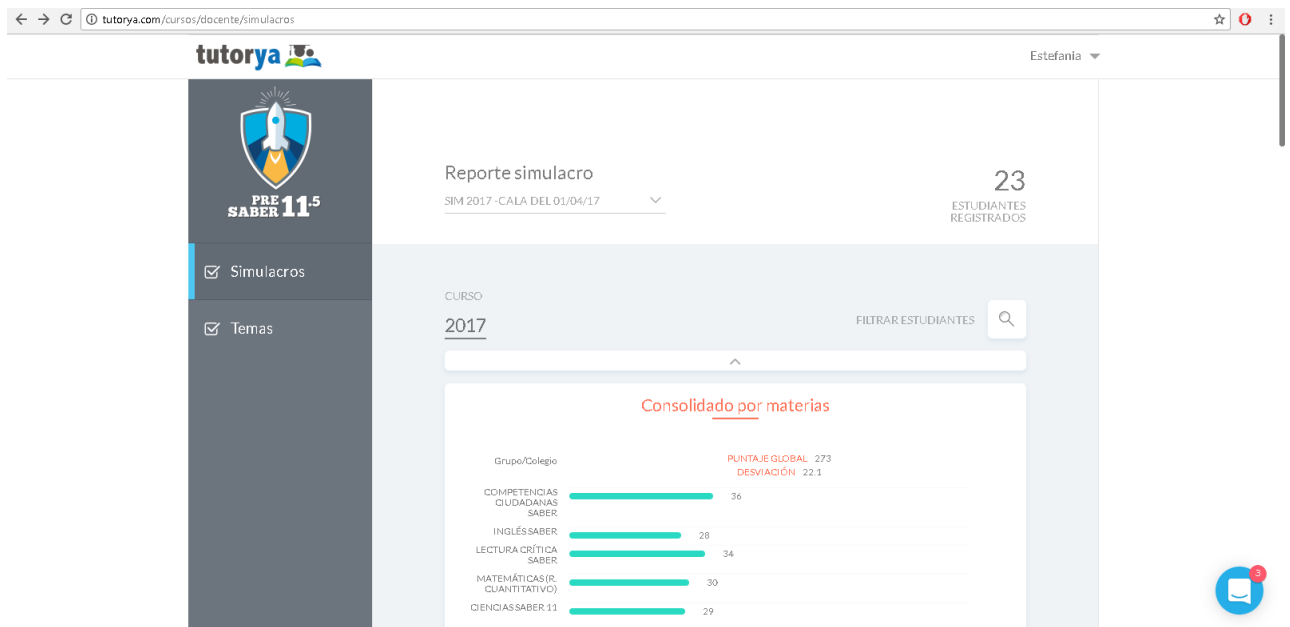 tutorya.com/cursos/docente/simulacros
tutorya
Estefania
PRE
SABER 11.5
Reporte simulacro
SIM 2017 -CALA DEL 01/04/17
23
ESTUDIANTES
REGISTRADOS
Simulacros
Temas
CURSO
2017
FILTRAR ESTUDIANTES
Consolidado por materias
Grupo/Colegio
PUNTAJE GLOBAL 273
DESVIACIÓN 22.1
COMPETENCIAS
CIUDADANAS
SABER
36
INGLÉS SABER
28
LECTURA CRÍTICA
SABER
34
MATEMÁTICAS (R.
CUANTITATIVO)
30
CIENCIAS SABER 11
29
3